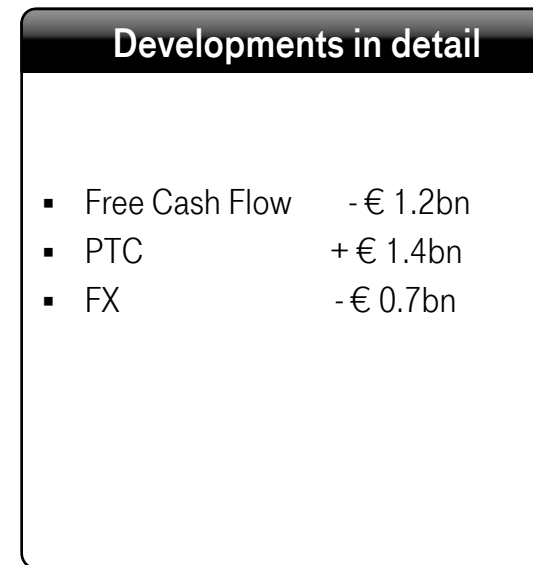 Developments in detail
▪ Free Cash Flow - € 1.2bn
▪ PTC + € 1.4bn
▪ FX - € 0.7bn